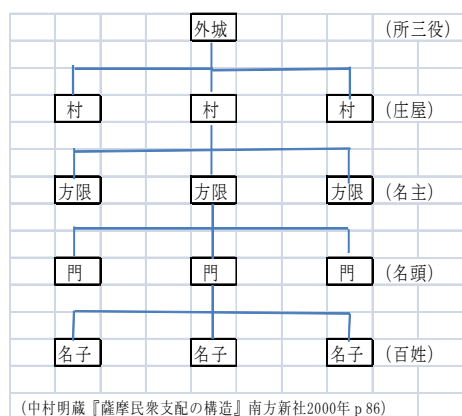 外城 (所三役)
村 村 村 (庄屋)
方限 方限 方限 (名主)
門 門 門 (名頭)
名子 名子 名子 (百姓)
(中村明蔵『薩摩民衆支配の構造』南方新社2000年ｐ86)